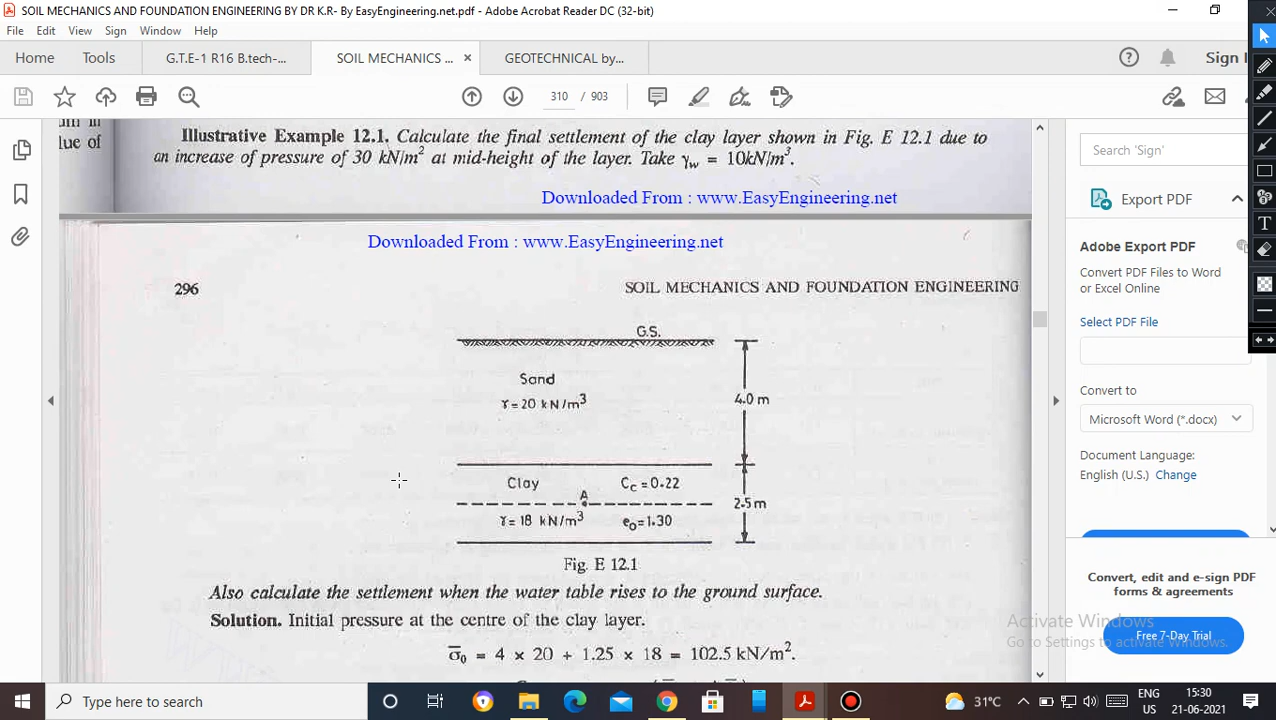 SOIL MECHANICS AND FOUNDATION ENGINEERING BY DR K.R- By EasyEngineering.net.pdf - Adobe Acrobat Reader DC (32-bit)
File Edit View Sign Window Help
Home Tools G.T.E-1 R16 B.tech-... SOIL MECHANICS ... × GEOTECHNICAL by... Sign I
310 / 903
lue of
Illustrative Example 12.1. Calculate the final settlement of the clay layer shown in Fig. E 12.1 due to
an increase of pressure of 30 kN/m² at mid-height of the layer. Take γw = 10kN/m³.
Downloaded From : www.EasyEngineering.net
Downloaded From : www.EasyEngineering.net
296 SOIL MECHANICS AND FOUNDATION ENGINEERING
G.S.
Sand
γ=20 kN/m³
4.0 m
Clay Cc=0.22
A
2.5m
γ=18 kN/m³ eo=1.30
Fig. E 12.1
Also calculate the settlement when the water table rises to the ground surface.
Solution. Initial pressure at the centre of the clay layer.
σ̄₀ = 4 × 20 + 1.25 × 18 = 102.5 kN/m².
Search 'Sign'
Export PDF
Adobe Export PDF
Convert PDF Files to Word
or Excel Online
Select PDF File
Convert to
Microsoft Word (*.docx)
Document Language:
English (U.S.) Change
Convert, edit and e-sign PDF
forms & agreements
Free 7-Day Trial
Activate Windows
Go to Settings to activate Windows.
Type here to search
31°C
ENG
US
15:30
21-06-2021